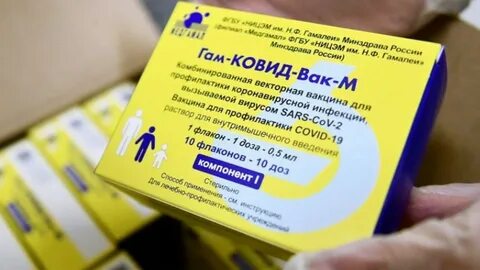 МЕДГАМАЛ
ФГБУ «НИЦЭМ им. Н.Ф. Гамалеи» Минздрава России
(филиал «Медгамал» ФГБУ «НИЦЭМ им. Н.Ф. Гамалеи»
Минздрава России)
Гам-КОВИД-Вак-М
Комбинированная векторная вакцина для
профилактики коронавирусной инфекции,
вызываемой вирусом SARS-CoV-2
Вакцина для профилактики COVID-19
раствор для внутримышечного введения
1 флакон - 1 доза - 0,5 мл
10 флаконов - 10 доз
компонент I
Стерильно
Способ применения - см. инструкцию
Для лечебно-профилактических учреждений